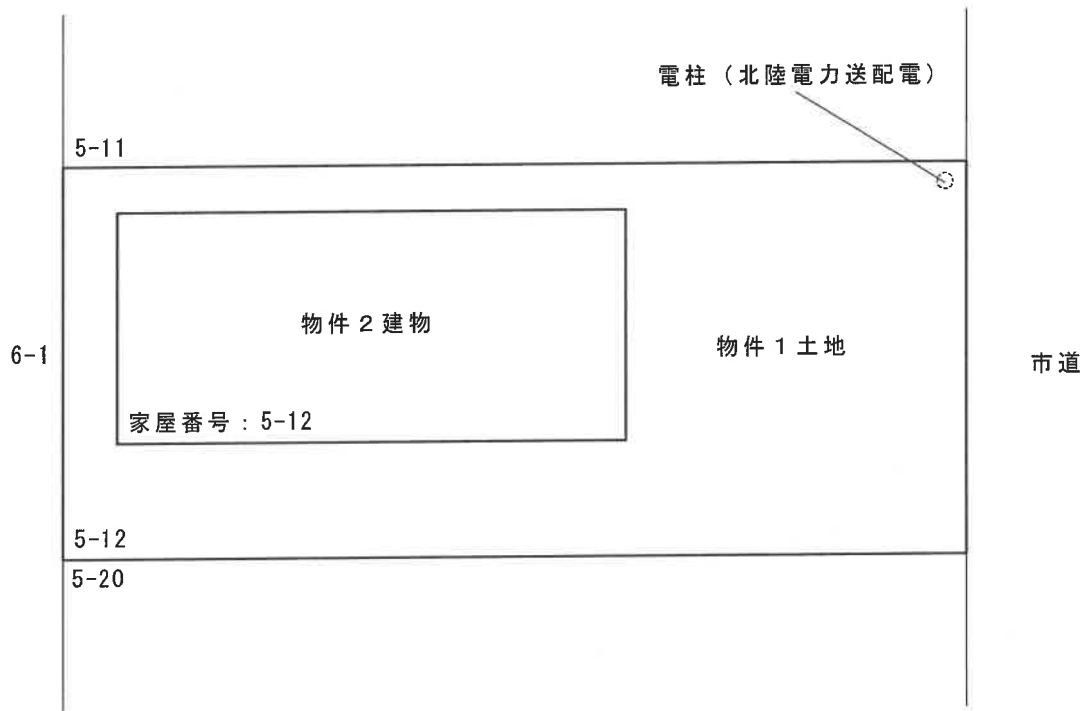 電柱（北陸電力送配電）
5-11
物件２建物
物件１土地
6-1
市道
家屋番号：5-12
5-12
5-20